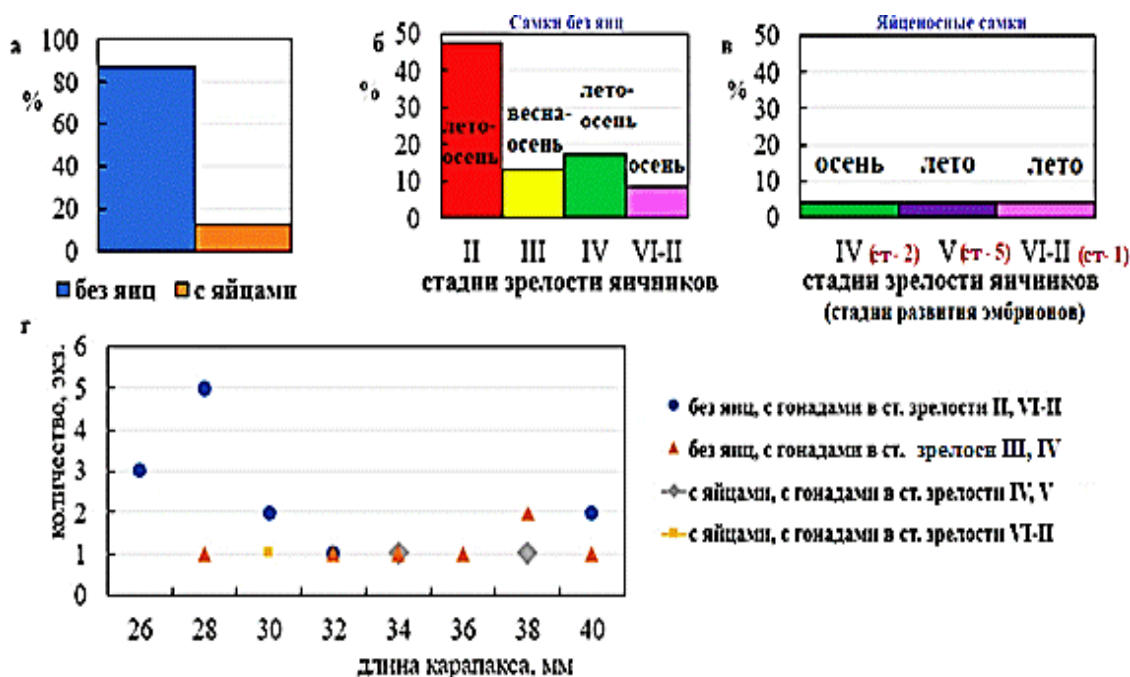 а
100
80
60
40
20
0
%
без яиц
с яйцами
б
Самки без яиц
50
40
30
20
10
0
%
лето-
осень
весна-
осень
лето-
осень
осень
II III IV VI-II
стадии зрелости яичников
в
Яйценосные самки
50
40
30
20
10
0
%
осень лето лето
IV (ст- 2) V (ст- 5) VI-II (ст- 1)
стадии зрелости яичников
(стадии развития эмбрионов)
г
количество, экз.
6
5
4
3
2
1
0
26 28 30 32 34 36 38 40
длина карапакса, мм
без яиц, с гонадами в ст. зрелости II, VI-II
без яиц, с гонадами в ст. зрелосн III, IV
с яйцами, с гонадами в ст. зрелости IV, V
с яйцами, с гонадами в ст. зрелости VI-II